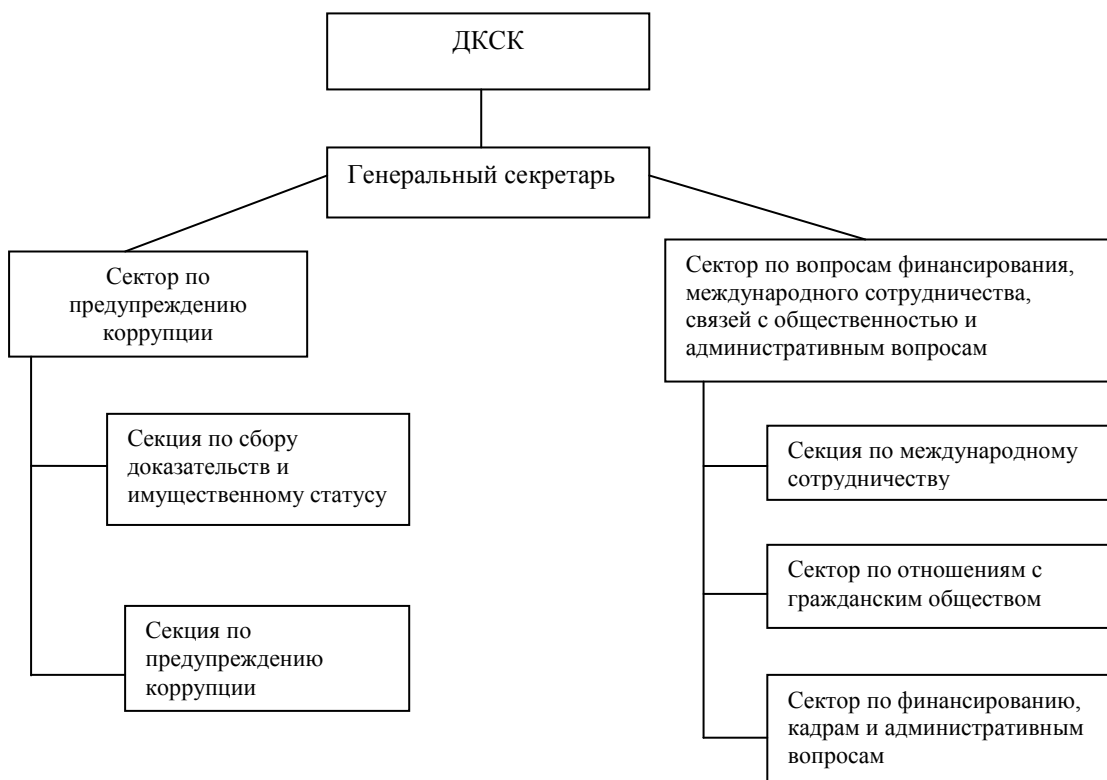 ДКСК
Генеральный секретарь
Сектор по
предупреждению
коррупции
Секция по сбору
доказательств и
имущественному статусу
Секция по
предупреждению
коррупции
Сектор по вопросам финансирования,
международного сотрудничества,
связей с общественностью и
административным вопросам
Секция по международному
сотрудничеству
Сектор по отношениям с
гражданским обществом
Сектор по финансированию,
кадрам и административным
вопросам